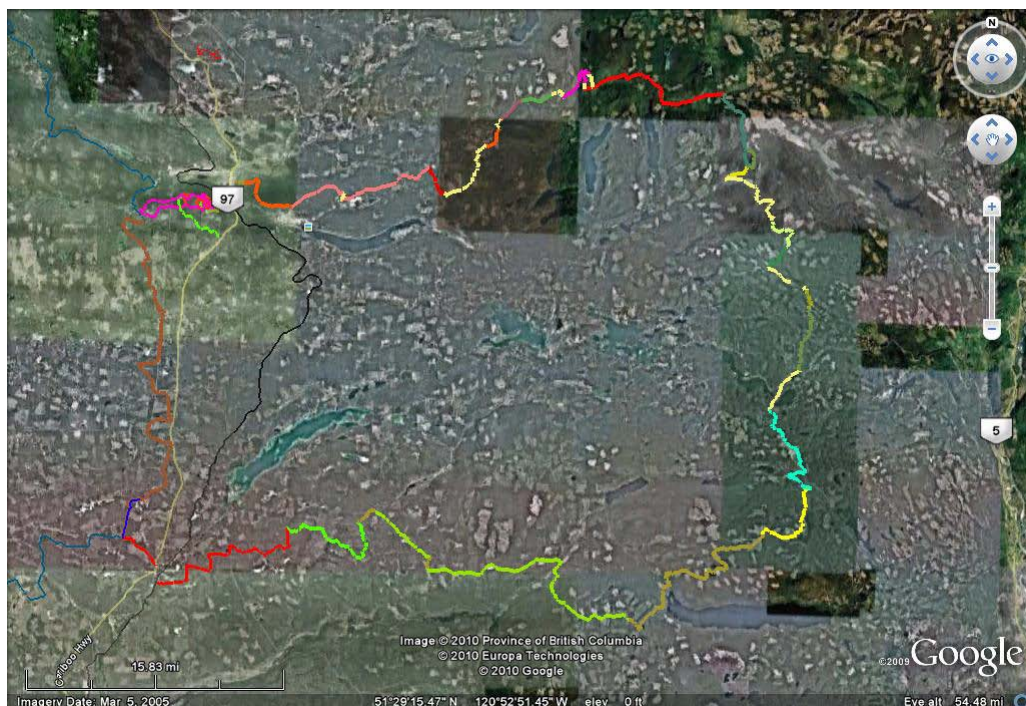 N
97
5
Cariboo Hwy
15.83 mi
Image © 2010 Province of British Columbia
© 2010 Europa Technologies
© 2010 Google
©2009 Google
Imagery Date: Mar 5, 2005 51°29'15.47" N 120°52'51.45" W elev 0 ft Eye alt 54.48 mi